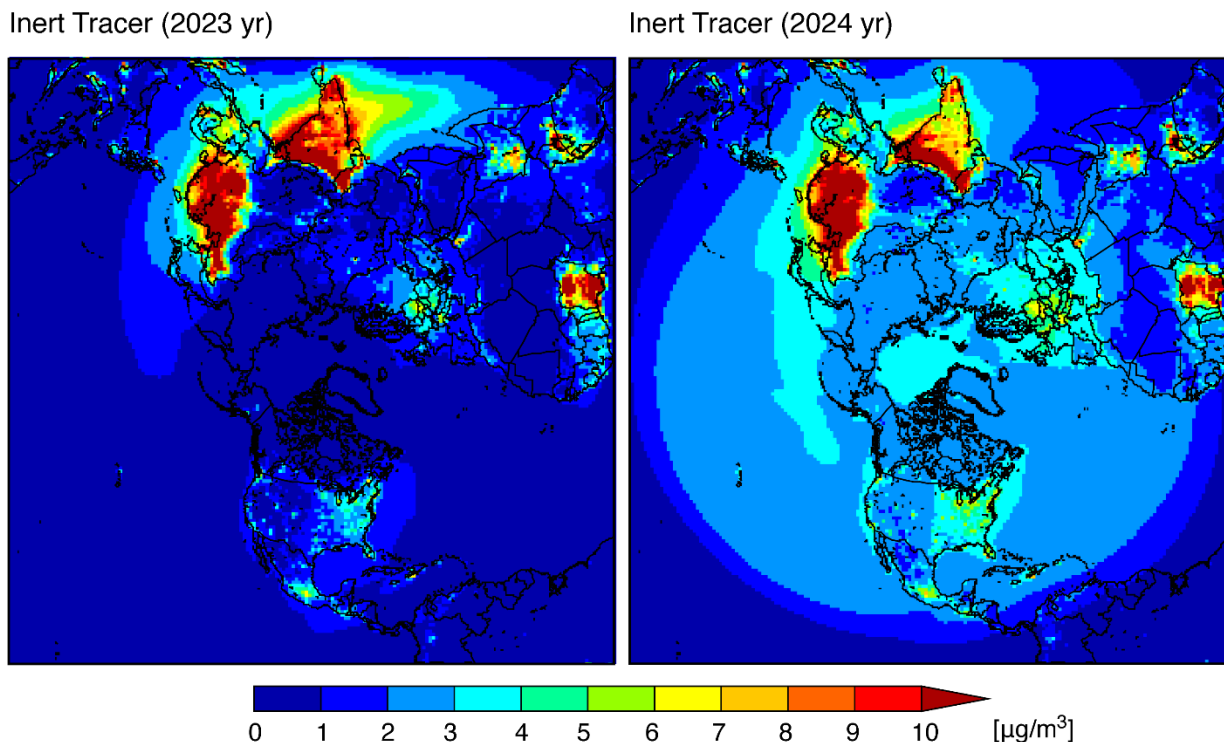 Inert Tracer (2023 yr)
Inert Tracer (2024 yr)
0 1 2 3 4 5 6 7 8 9 10 [μg/m³]